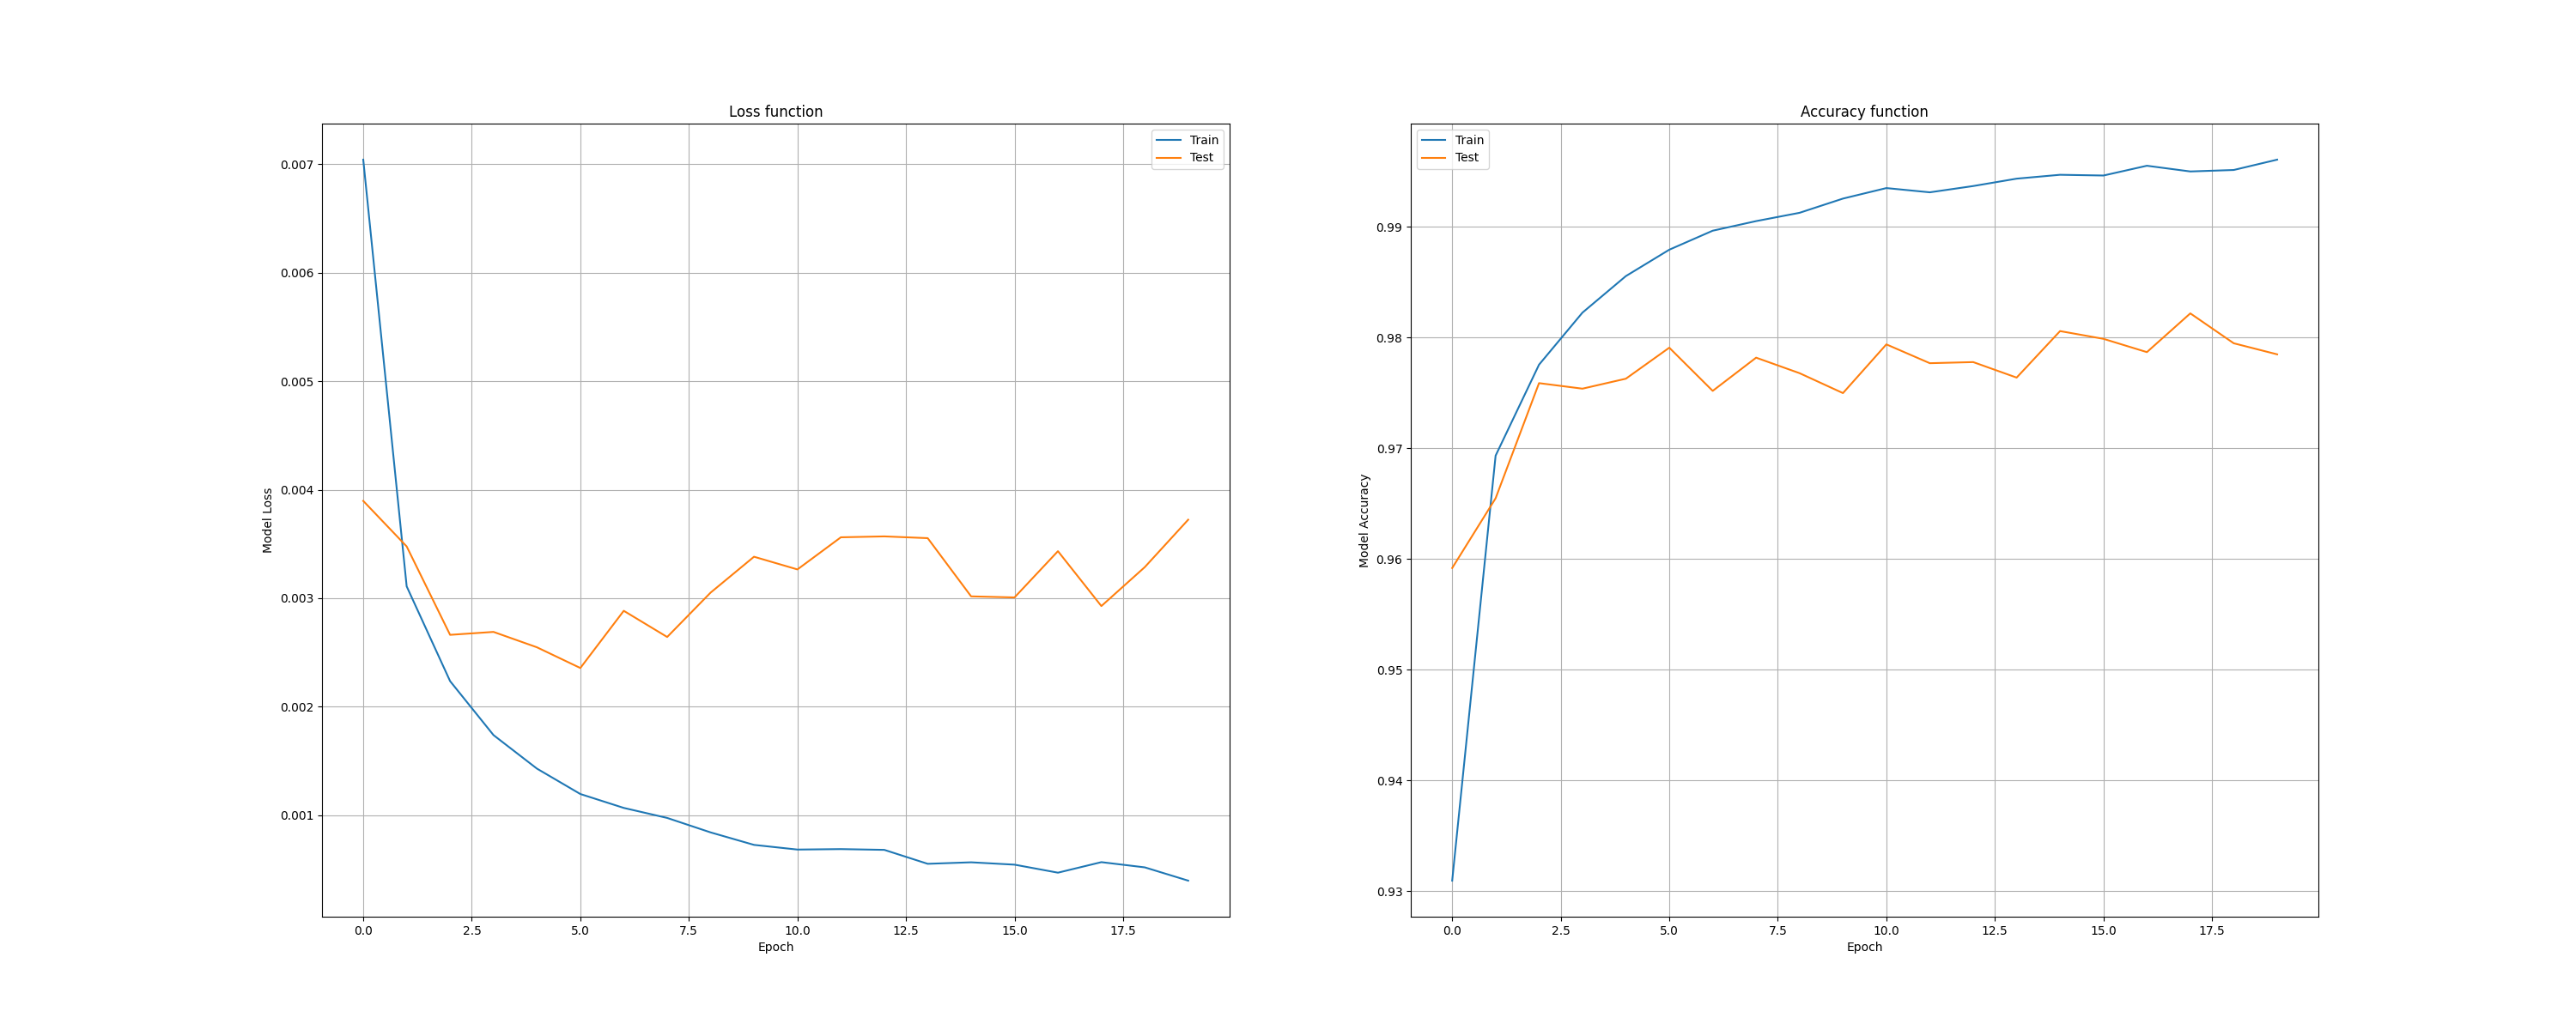 Loss function
Train
Test
Model Loss
0.007
0.006
0.005
0.004
0.003
0.002
0.001
0.0 2.5 5.0 7.5 10.0 12.5 15.0 17.5
Epoch
Accuracy function
Train
Test
Model Accuracy
0.99
0.98
0.97
0.96
0.95
0.94
0.93
0.0 2.5 5.0 7.5 10.0 12.5 15.0 17.5
Epoch